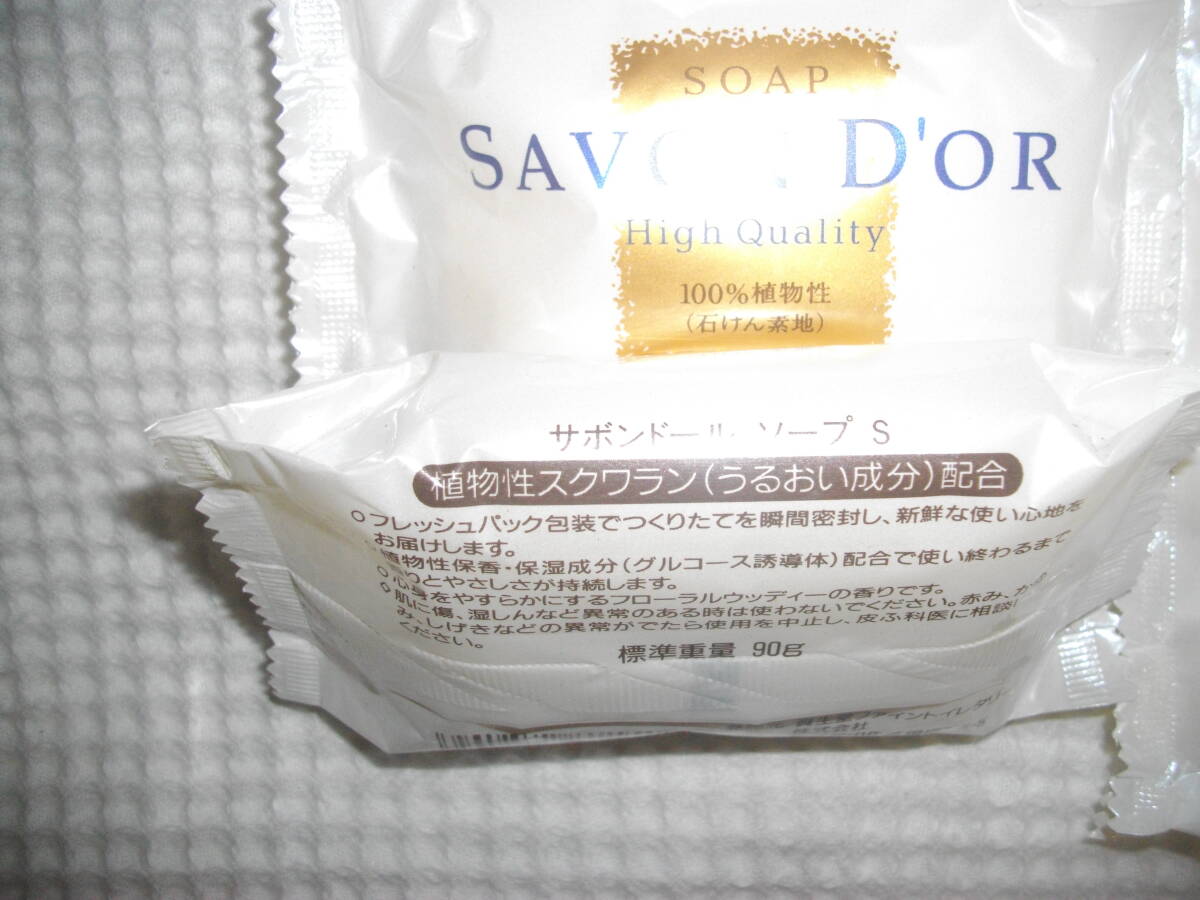 SOAP
SAVON D'OR
High Quality
100%植物性
(石けん素地)
サボンドール ソープ S
植物性スクワラン(うるおい成分)配合
○フレッシュパック包装でつくりたてを瞬間密封し、新鮮な使い心地を
お届けします。
植物性保香・保湿成分(グルコース誘導体)配合で使い終わるまで
りとやさしさが持続します。
○心身をやすらかにするフローラルウッディーの香りです。
○肌に傷、湿しんなど異常のある時は使わないでください。赤み、か
み、しげきなどの異常がでたら使用を中止し、皮ふ科医に相談
ください。
標準重量 90g
ファイントイレ
株式会社